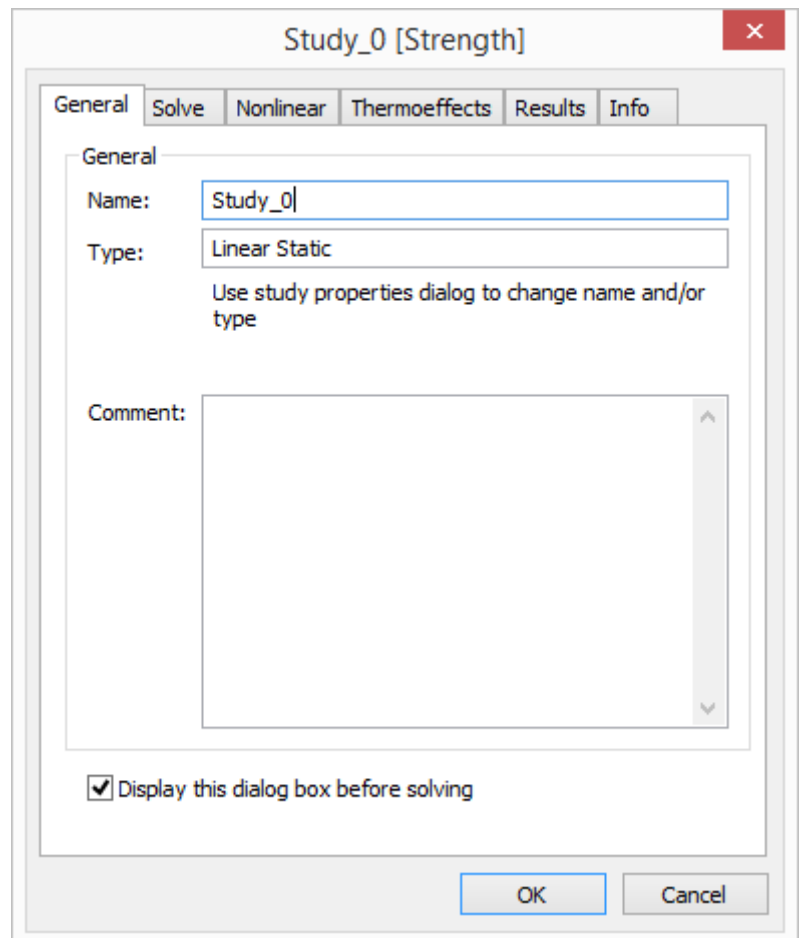 Study_0 [Strength]
General Solve Nonlinear Thermoeffects Results Info
General
Name: Study_0
Type: Linear Static
Use study properties dialog to change name and/or
type
Comment:
Display this dialog box before solving
OK Cancel